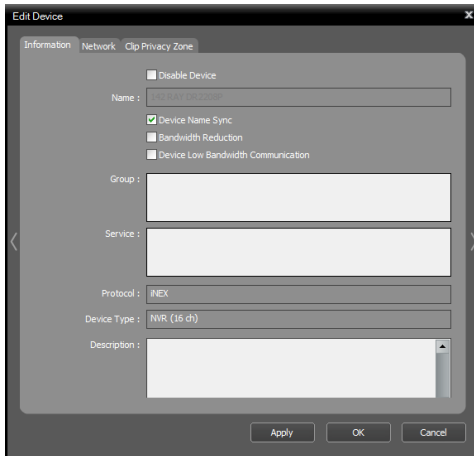 Edit Device
x
Information Network Clip Privacy Zone
Disable Device
Name :
Device Name Sync
Bandwidth Reduction
Device Low Bandwidth Communication
Group :
Service :
Protocol : iNEX
Device Type : NVR (16 ch)
Description :
Apply OK Cancel